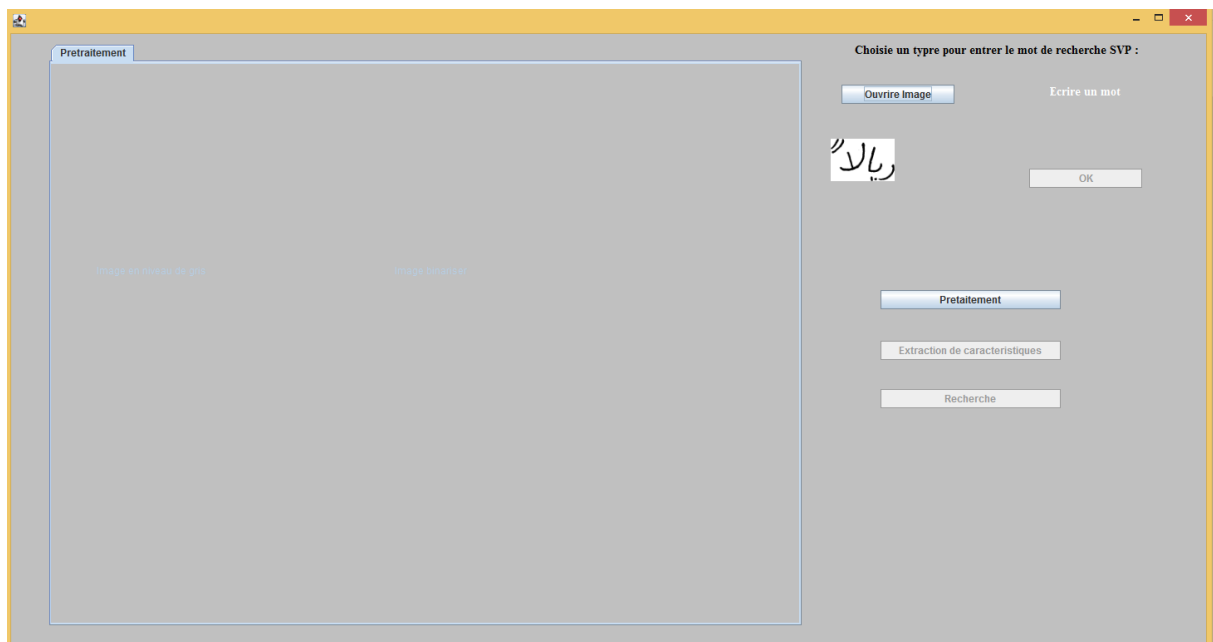 Pretraitement
Choisie un typre pour entrer le mot de recherche SVP :
Ouvrire Image
Ecrire un mot
ريالاً
OK
Pretaitement
Extraction de caracteristiques
Recherche